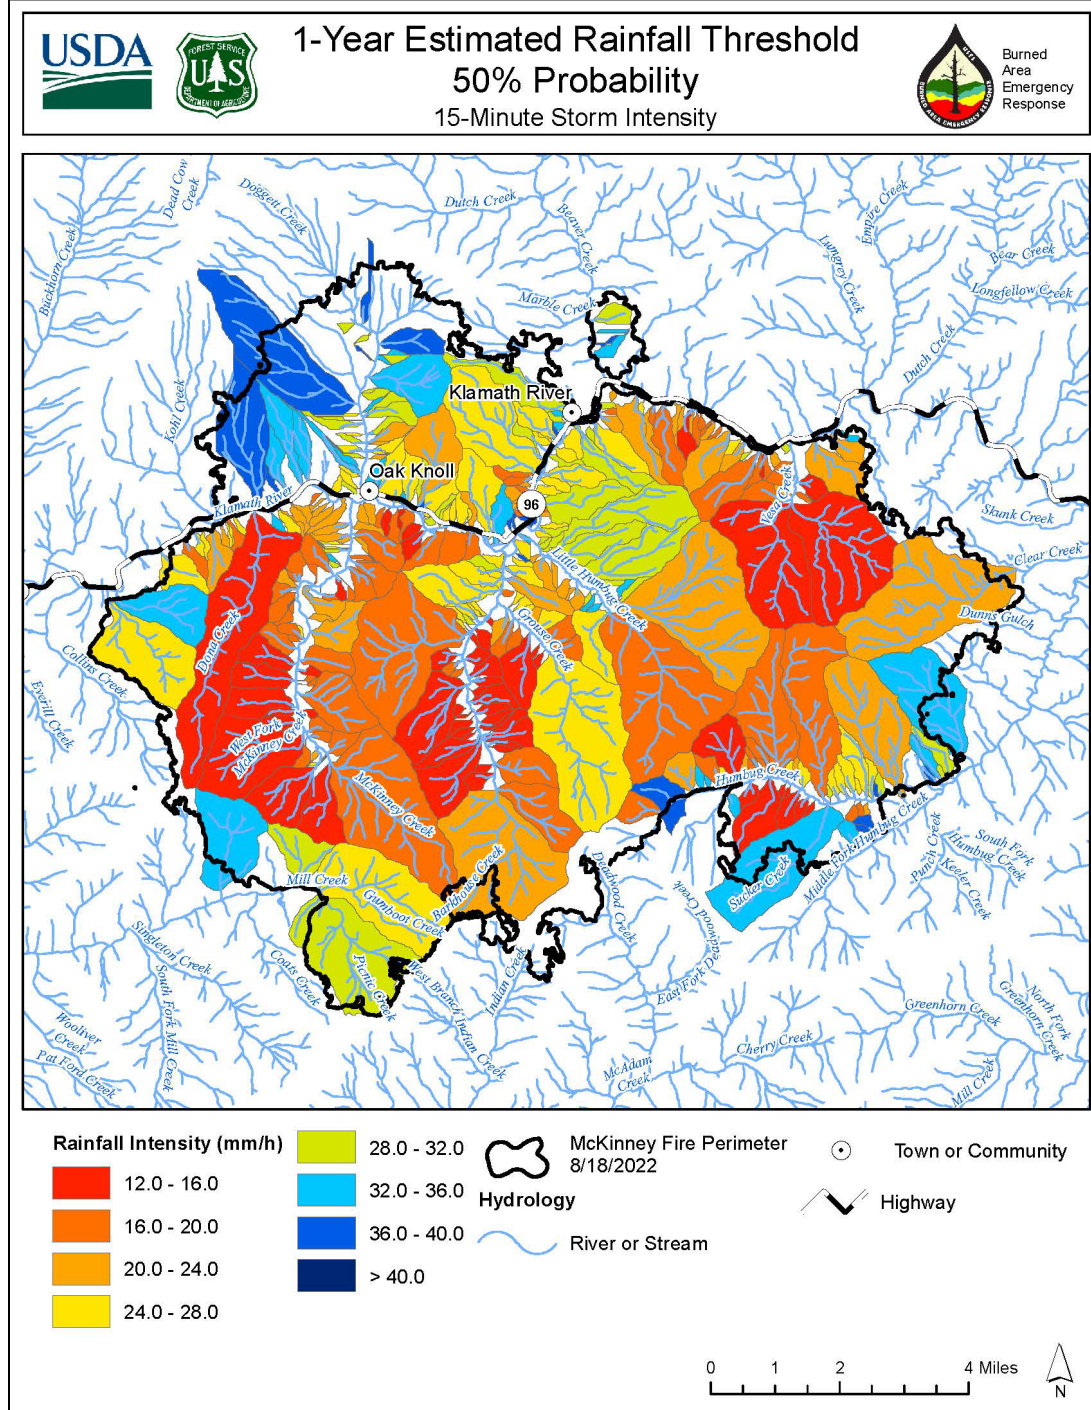 USDA
FOREST SERVICE
U S
DEPARTMENT OF AGRICULTURE
1-Year Estimated Rainfall Threshold
50% Probability
15-Minute Storm Intensity
BURNED AREA EMERGENCY RESPONSE
Burned
Area
Emergency
Response
Dead Cow
Creek
Doggett Creek
Dutch Creek
Beaver Creek
Empire Creek
Lumgrey Creek
Bear Creek
Longfellow Creek
Buckhorn Creek
Marble Creek
Dutch Creek
Kohl Creek
Klamath River
Oak Knoll
Klamath River
96
Vesa Creek
Skunk Creek
Clear Creek
Little Humbug Creek
Dunns Gulch
Dona Creek
Grouse Creek
Collins Creek
Everill Creek
West Fork
McKinney Creek
McKinney Creek
Humbug Creek
Middle Fork Humbug Creek
Punch Creek
South Fork
Humbug Creek
Keeler Creek
Sucker Creek
Mill Creek
Gumboot Creek
Barkhouse Creek
Deadwood Creek
East Fork Deadwood Creek
Singleton Creek
South Fork Mill Creek
Coats Creek
Picnic Creek
West Branch Indian Creek
Indian Creek
Wooliver
Creek
Pat Ford Creek
McAdam
Creek
Cherry Creek
Greenhorn Creek
North Fork
Greenhorn Creek
Mill Creek
Rainfall Intensity (mm/h)
12.0 - 16.0
16.0 - 20.0
20.0 - 24.0
24.0 - 28.0
28.0 - 32.0
32.0 - 36.0
36.0 - 40.0
> 40.0
McKinney Fire Perimeter
8/18/2022
Hydrology
River or Stream
Town or Community
Highway
0 1 2 4 Miles
N